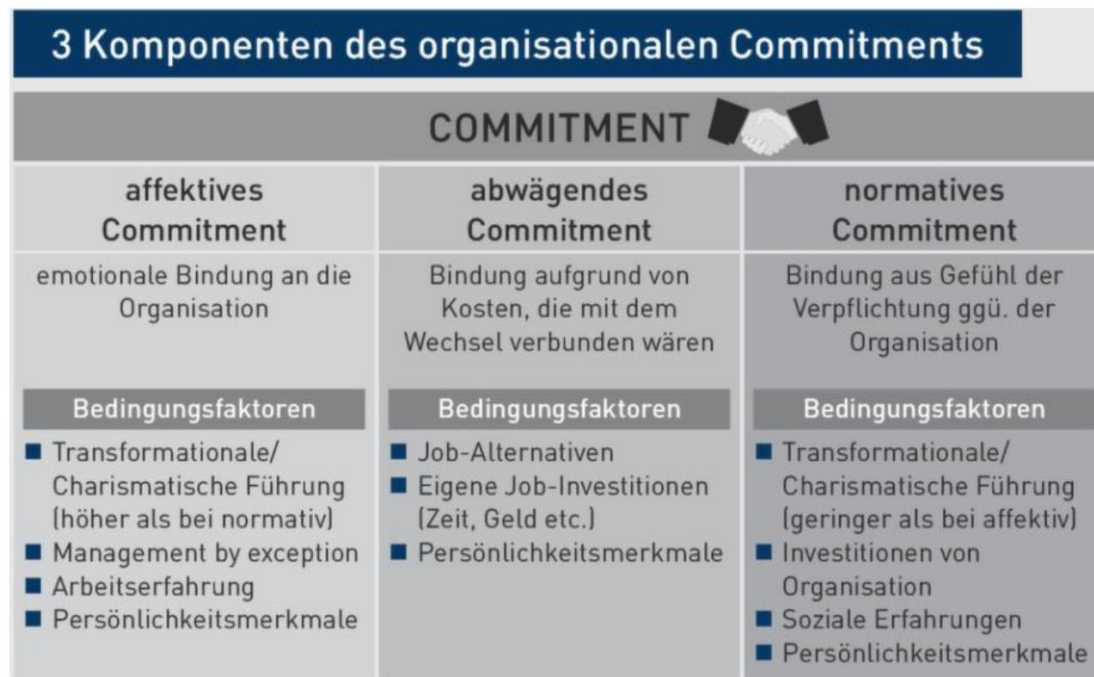 3 Komponenten des organisationalen Commitments
COMMITMENT
affektives
Commitment
emotionale Bindung an die
Organisation
Bedingungsfaktoren
Transformationale/
Charismatische Führung
(höher als bei normativ)
Management by exception
Arbeitserfahrung
Persönlichkeitsmerkmale
abwägendes
Commitment
Bindung aufgrund von
Kosten, die mit dem
Wechsel verbunden wären
Bedingungsfaktoren
Job-Alternativen
Eigene Job-Investitionen
(Zeit, Geld etc.)
Persönlichkeitsmerkmale
normatives
Commitment
Bindung aus Gefühl der
Verpflichtung ggü. der
Organisation
Bedingungsfaktoren
Transformationale/
Charismatische Führung
(geringer als bei affektiv)
Investitionen von
Organisation
Soziale Erfahrungen
Persönlichkeitsmerkmale